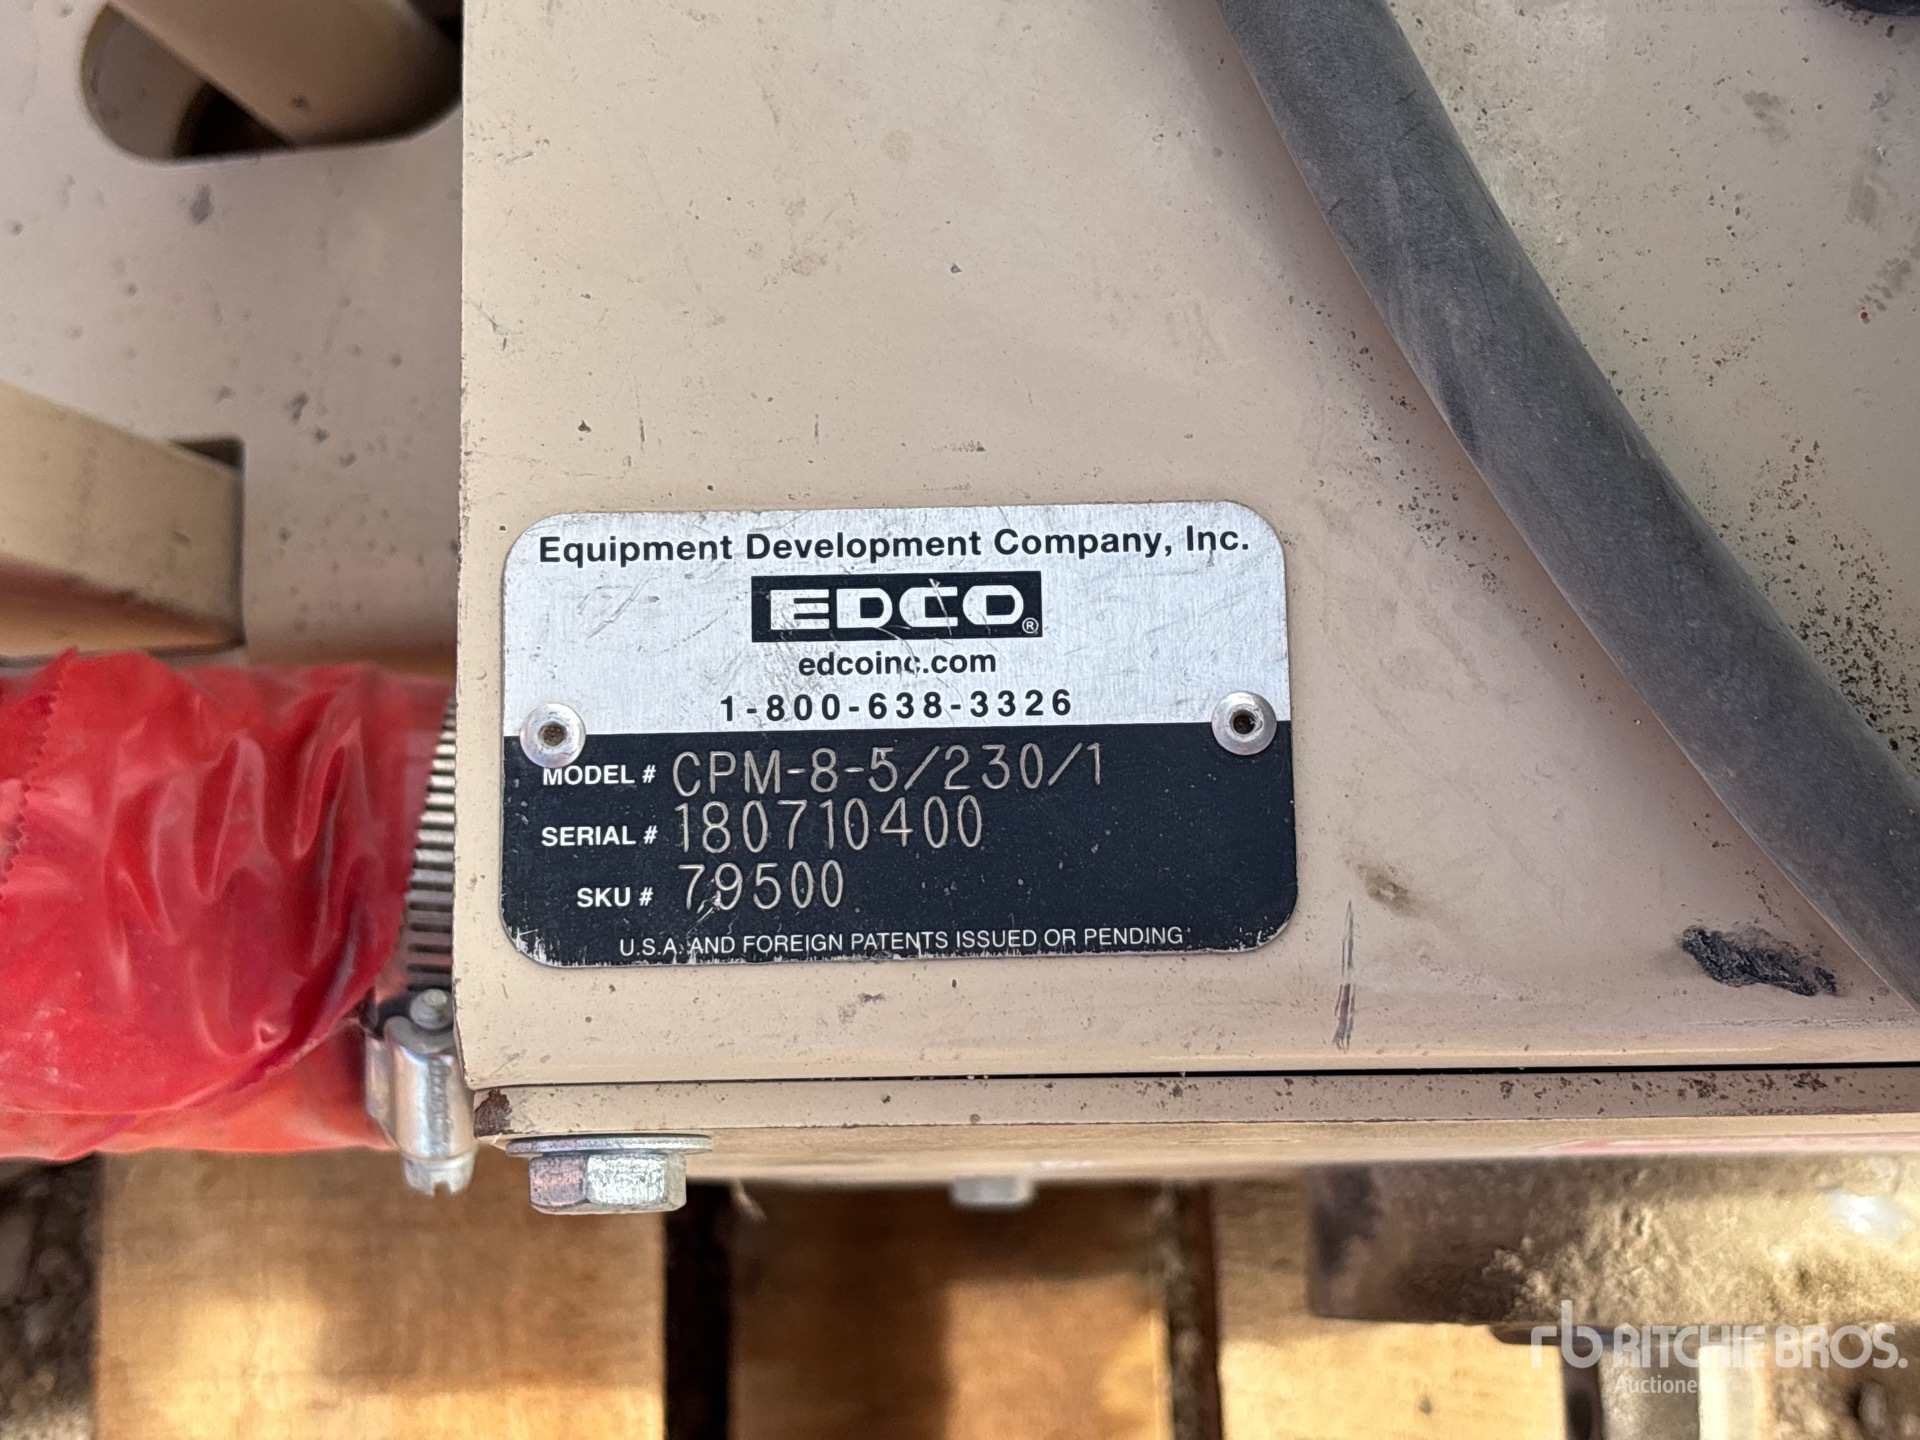 Equipment Development Company, Inc.
EDCO®
edcoinc.com
1-800-638-3326
MODEL # CPM-8-5/230/1
SERIAL # 180710400
SKU # 79500
U.S.A. AND FOREIGN PATENTS ISSUED OR PENDING
rb RITCHIE BROS.